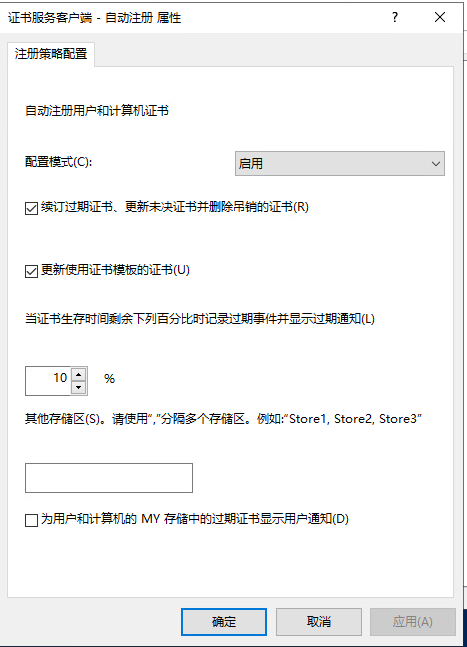 证书服务客户端 - 自动注册 属性
注册策略配置
自动注册用户和计算机证书
配置模式(C):
启用
续订过期证书、更新未决证书并删除吊销的证书(R)
更新使用证书模板的证书(U)
当证书生存时间剩余下列百分比时记录过期事件并显示过期通知(L)
10 %
其他存储区(S)。请使用“,”分隔多个存储区。例如:“Store1, Store2, Store3”
为用户和计算机的 MY 存储中的过期证书显示用户通知(D)
确定 取消 应用(A)